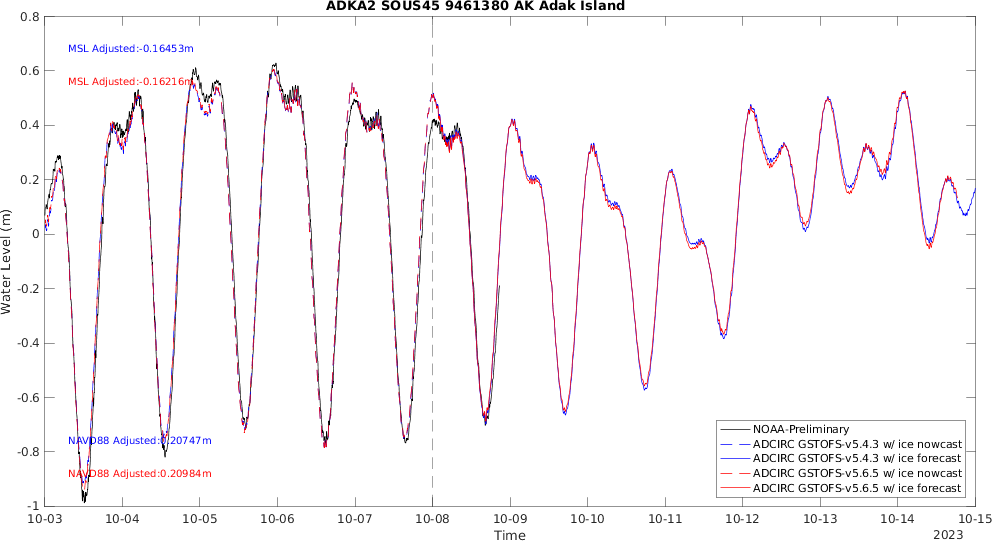 ADKA2 SOUS45 9461380 AK Adak Island
0.8
0.6
0.4
0.2
0
-0.2
-0.4
-0.6
-0.8
-1
Water Level (m)
MSL Adjusted:-0.16453m
MSL Adjusted:-0.16216m
NAVD88 Adjusted:0.20747m
NAVD88 Adjusted:0.20984m
NOAA-Preliminary
ADCIRC GSTOFS-v5.4.3 w/ ice nowcast
ADCIRC GSTOFS-v5.4.3 w/ ice forecast
ADCIRC GSTOFS-v5.6.5 w/ ice nowcast
ADCIRC GSTOFS-v5.6.5 w/ ice forecast
10-03 10-04 10-05 10-06 10-07 10-08 10-09 10-10 10-11 10-12 10-13 10-14 10-15
Time
2023